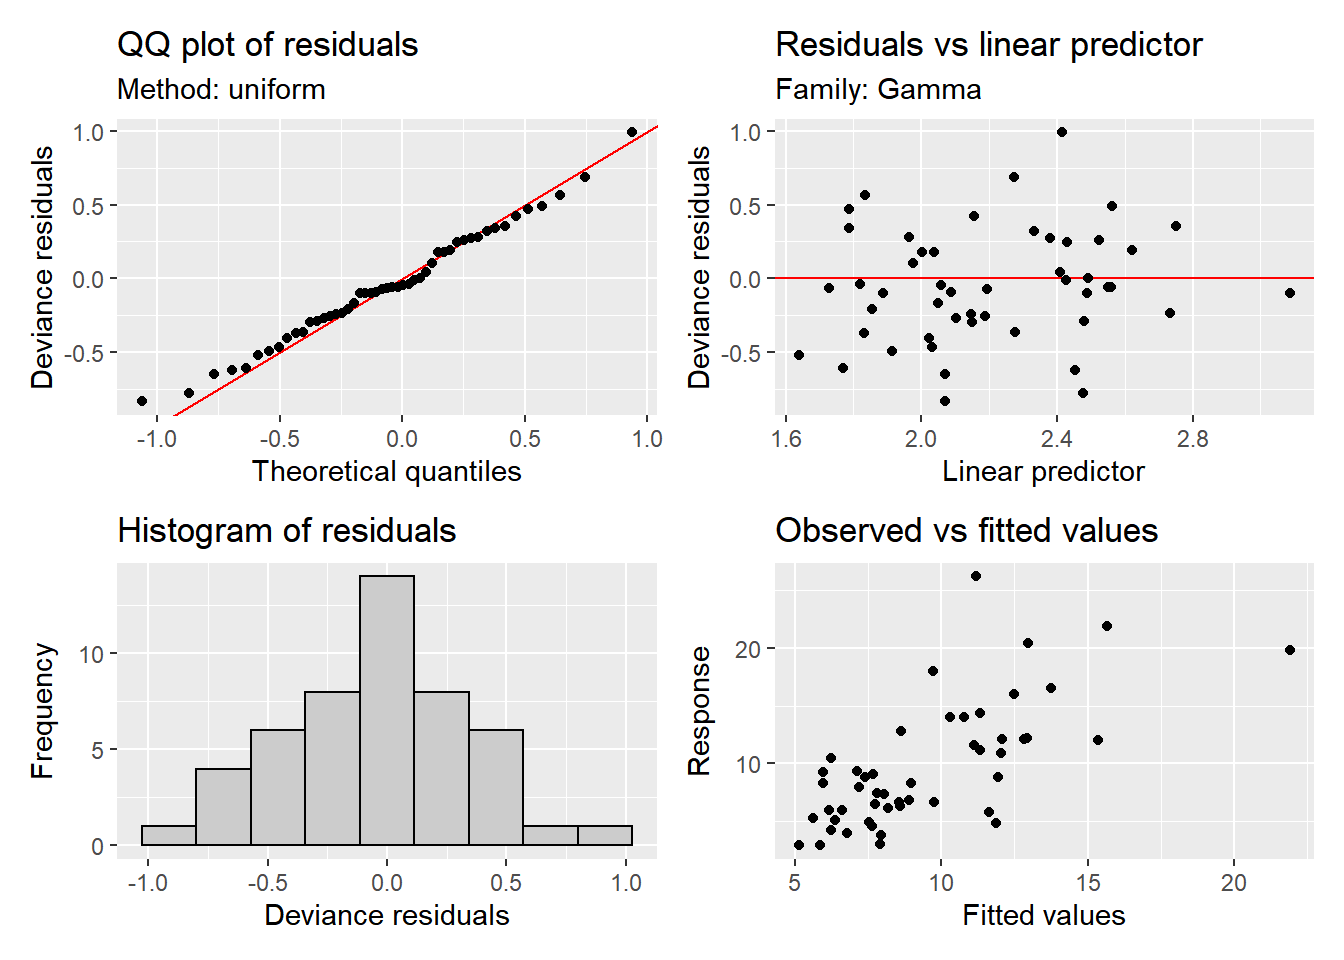 QQ plot of residuals
Method: uniform
1.0
0.5
0.0
-0.5
Deviance residuals
-1.0 -0.5 0.0 0.5 1.0
Theoretical quantiles
Residuals vs linear predictor
Family: Gamma
1.0
0.5
0.0
-0.5
Deviance residuals
1.6 2.0 2.4 2.8
Linear predictor
Histogram of residuals
10
5
0
Frequency
-1.0 -0.5 0.0 0.5 1.0
Deviance residuals
Observed vs fitted values
20
10
Response
5 10 15 20
Fitted values